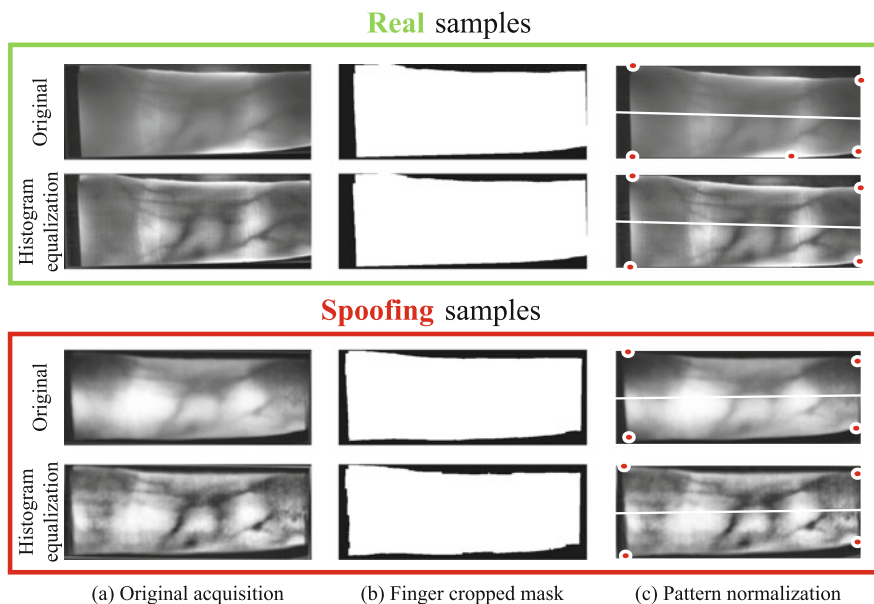 Real samples
Original
Histogram
equalization
Spoofing samples
Original
Histogram
equalization
(a) Original acquisition
(b) Finger cropped mask
(c) Pattern normalization